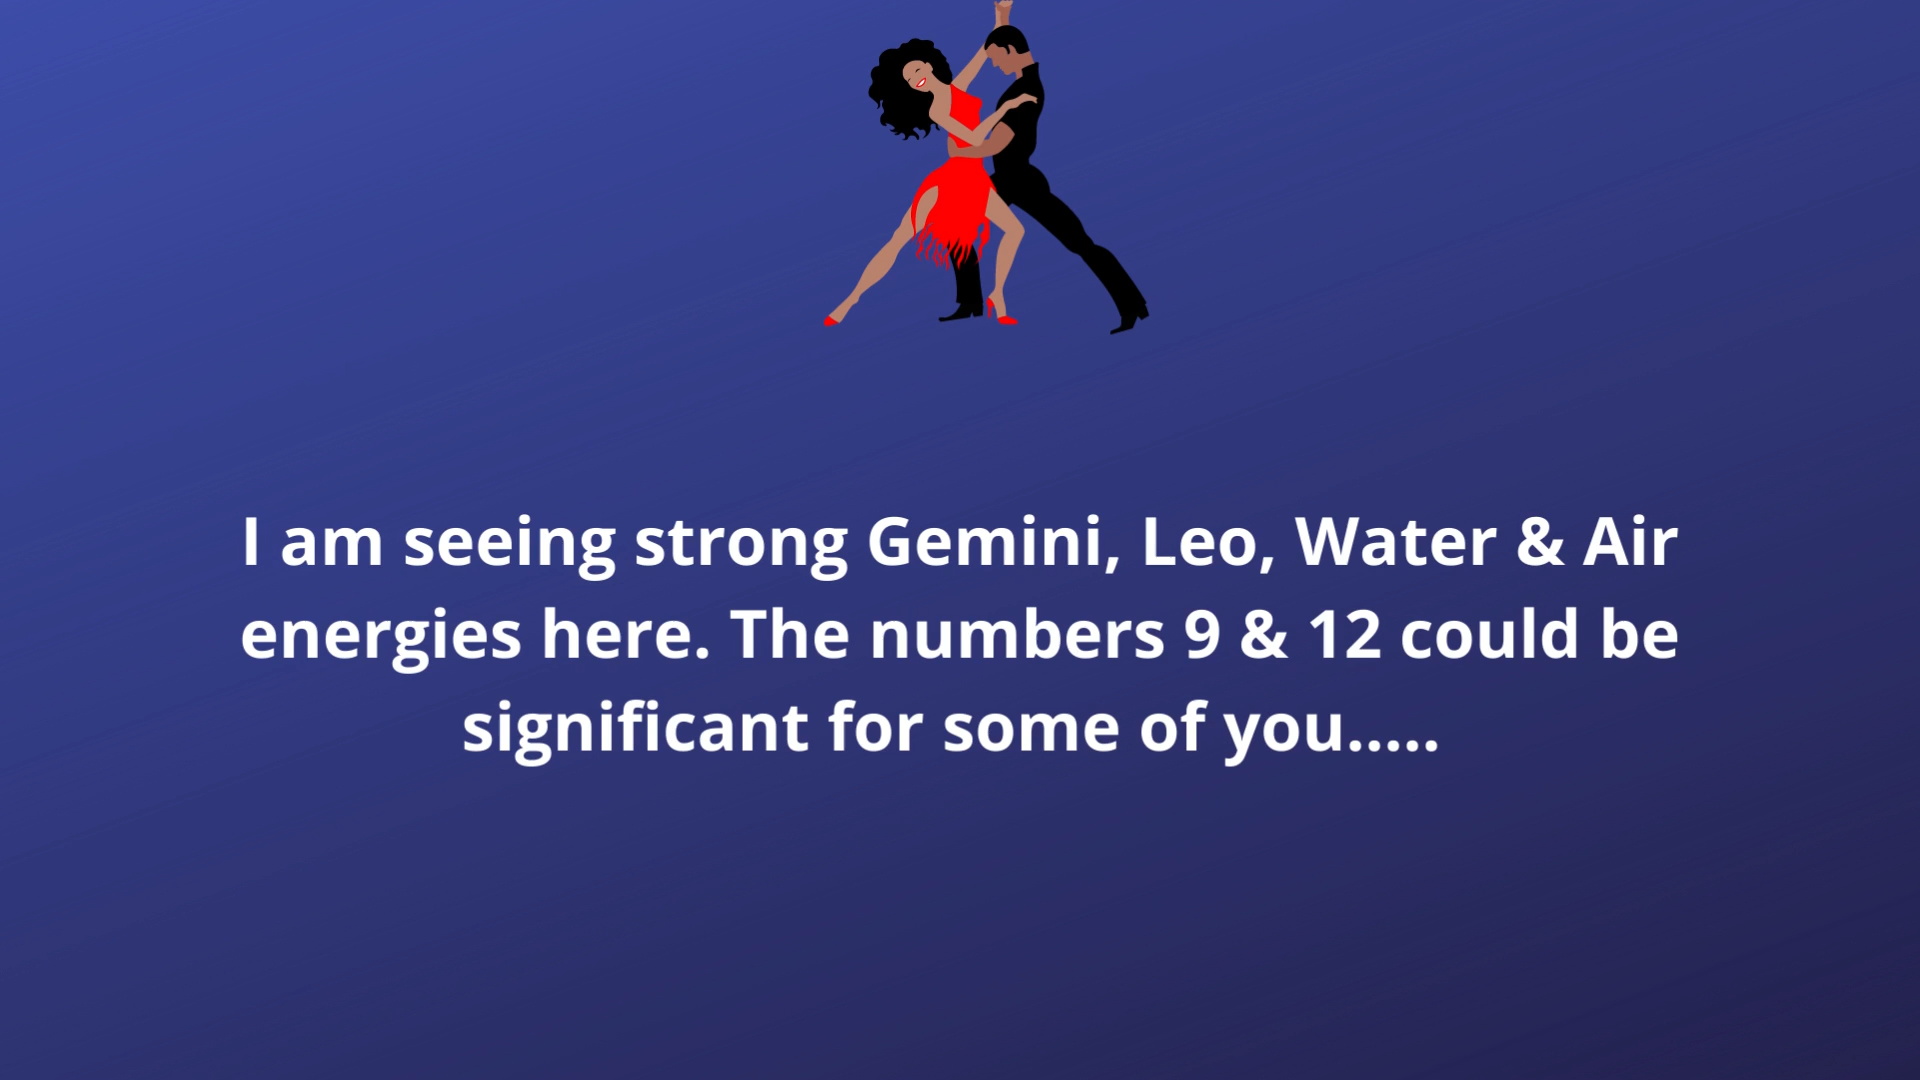 I am seeing strong Gemini, Leo, Water & Air
energies here. The numbers 9 & 12 could be
significant for some of you.....